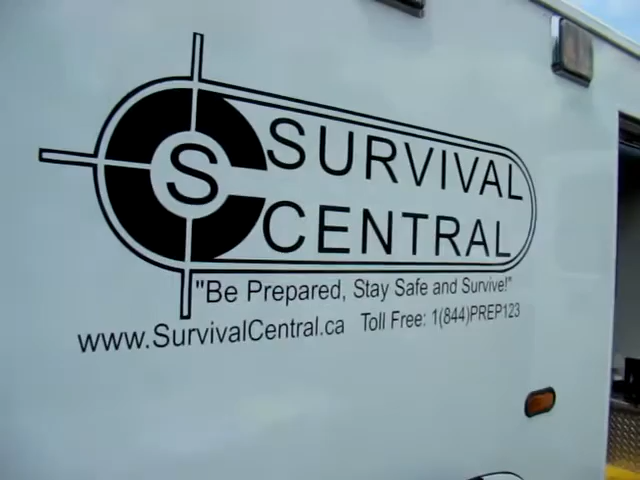 S
SURVIVAL
CENTRAL
"Be Prepared, Stay Safe and Survive!"
www.SurvivalCentral.ca Toll Free: 1(844)PREP123